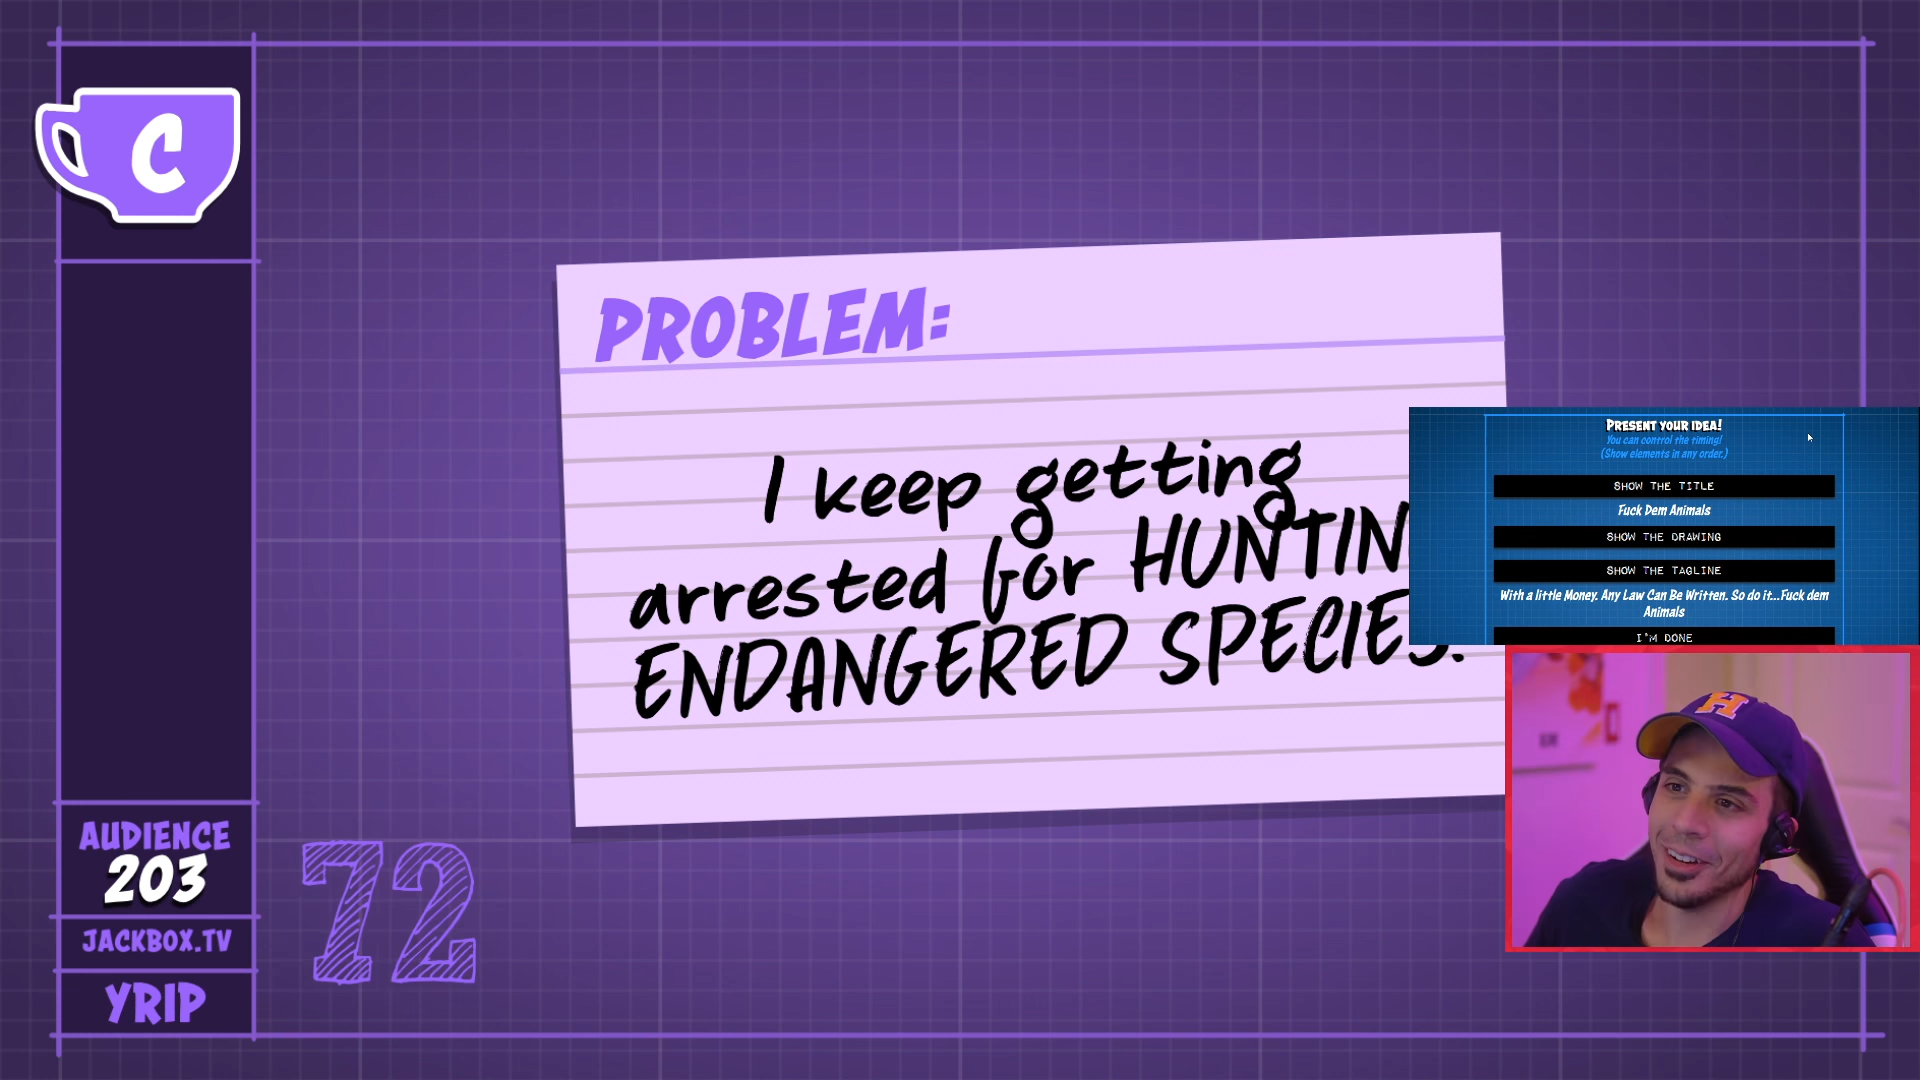 C
PROBLEM:
I keep getting
arrested for HUNTIN
ENDANGERED SPECIES.
AUDIENCE
203
JACKBOX.TV
YRIP
72
PRESENT YOUR IDEA!
You can control the timing!
(Show elements in any order.)
SHOW THE TITLE
Fuck Dem Animals
SHOW THE DRAWING
SHOW THE TAGLINE
With a little Money. Any Law Can Be Written. So do it...Fuck dem
Animals
I'M DONE
H